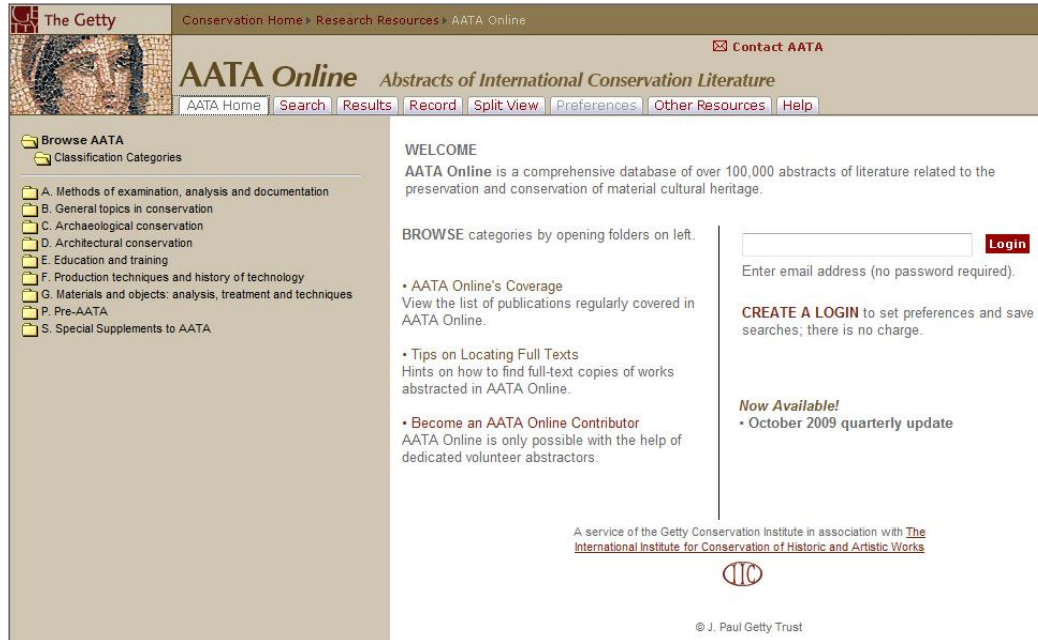 The Getty
Conservation Home Research Resources AATA Online
Contact AATA
AATA Online Abstracts of International Conservation Literature
AATA Home Search Results Record Split View Preferences Other Resources Help
Browse AATA
Classification Categories
A. Methods of examination, analysis and documentation
B. General topics in conservation
C. Archaeological conservation
D. Architectural conservation
E. Education and training
F. Production techniques and history of technology
G. Materials and objects: analysis, treatment and techniques
P. Pre-AATA
S. Special Supplements to AATA
WELCOME
AATA Online is a comprehensive database of over 100,000 abstracts of literature related to the
preservation and conservation of material cultural heritage.
BROWSE categories by opening folders on left.
• AATA Online's Coverage
View the list of publications regularly covered in
AATA Online.
• Tips on Locating Full Texts
Hints on how to find full-text copies of works
abstracted in AATA Online.
• Become an AATA Online Contributor
AATA Online is only possible with the help of
dedicated volunteer abstractors.
Login
Enter email address (no password required).
CREATE A LOGIN to set preferences and save
searches; there is no charge.
Now Available!
• October 2009 quarterly update
A service of the Getty Conservation Institute in association with The
International Institute for Conservation of Historic and Artistic Works
IIC
© J. Paul Getty Trust